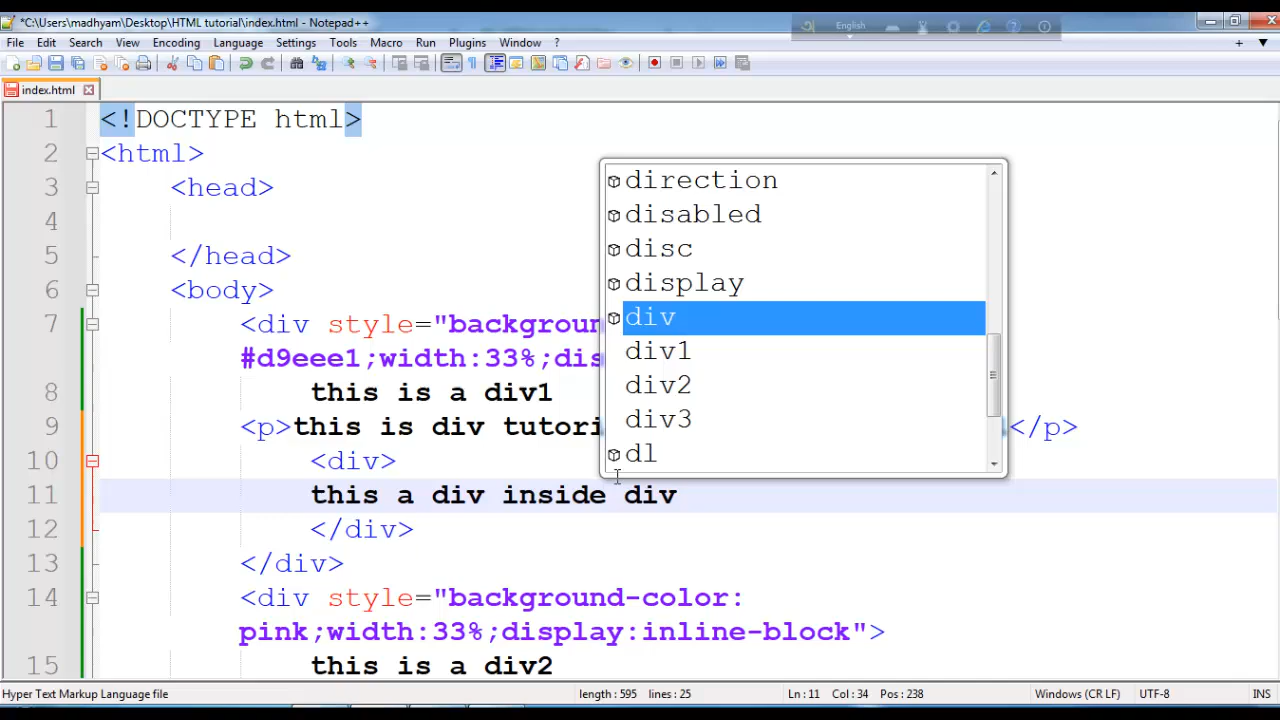 *C:\Users\madhyam\Desktop\HTML tutorial\index.html - Notepad++
English
File Edit Search View Encoding Language Settings Tools Macro Run Plugins Window ?
index.html
1 <!DOCTYPE html>
2 <html>
3 <head>
4
5 </head>
6 <body>
7 <div style="background
#d9eee1;width:33%;dis
8 this is a div1
9 <p>this is div tutori </p>
10 <div>
11 this a div inside div
12 </div>
13 </div>
14 <div style="background-color:
pink;width:33%;display:inline-block">
15 this is a div2
direction
disabled
disc
display
div
div1
div2
div3
dl
Hyper Text Markup Language file length : 595 lines : 25 Ln : 11 Col : 34 Pos : 238 Windows (CR LF) UTF-8 INS